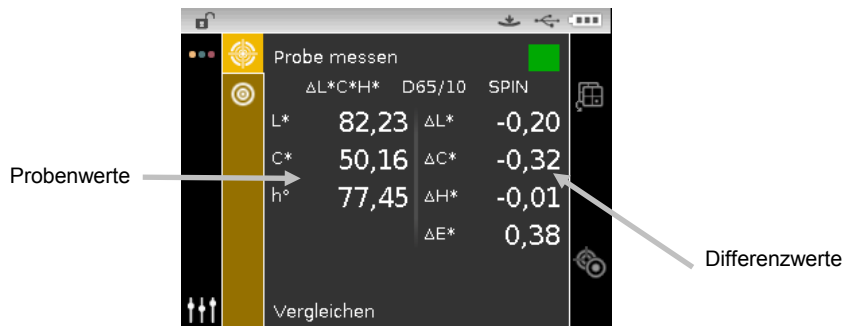 Probe messen
ΔL*C*H* D65/10 SPIN
L* 82,23 ΔL* -0,20
C* 50,16 ΔC* -0,32
h° 77,45 ΔH* -0,01
ΔE* 0,38
Vergleichen
Probenwerte
Differenzwerte